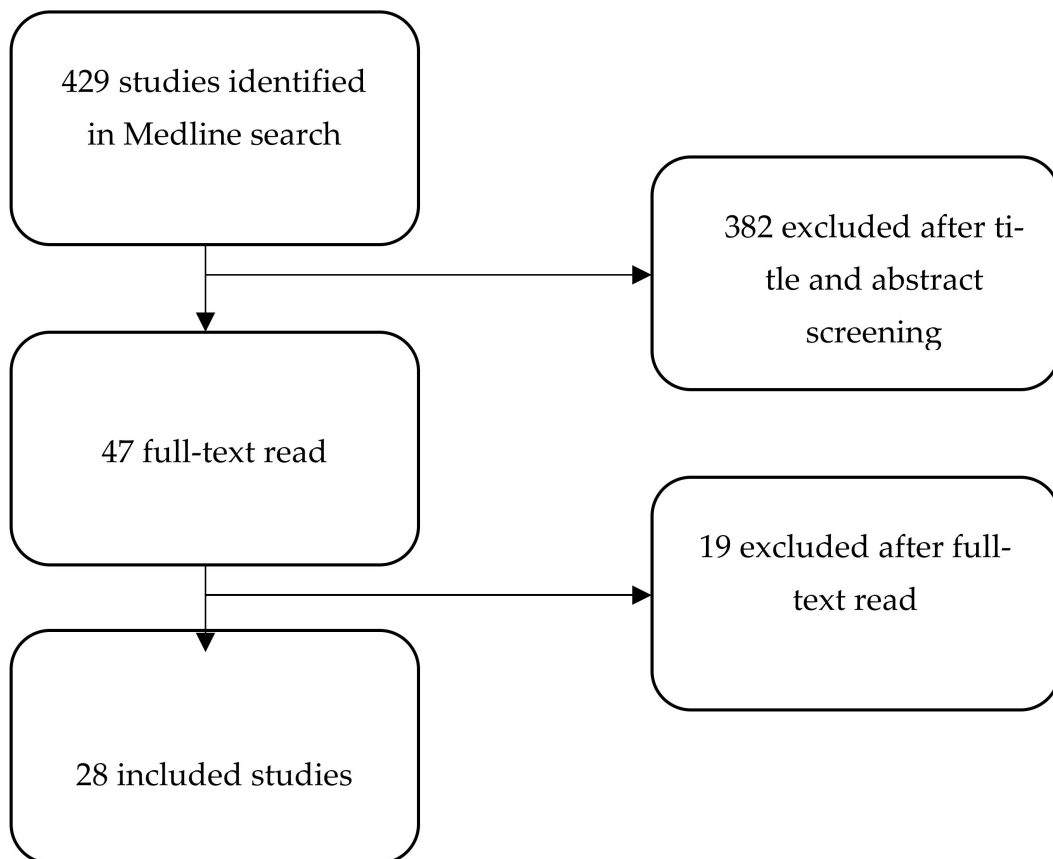 429 studies identified
in Medline search
382 excluded after ti-
tle and abstract
screening
47 full-text read
19 excluded after full-
text read
28 included studies